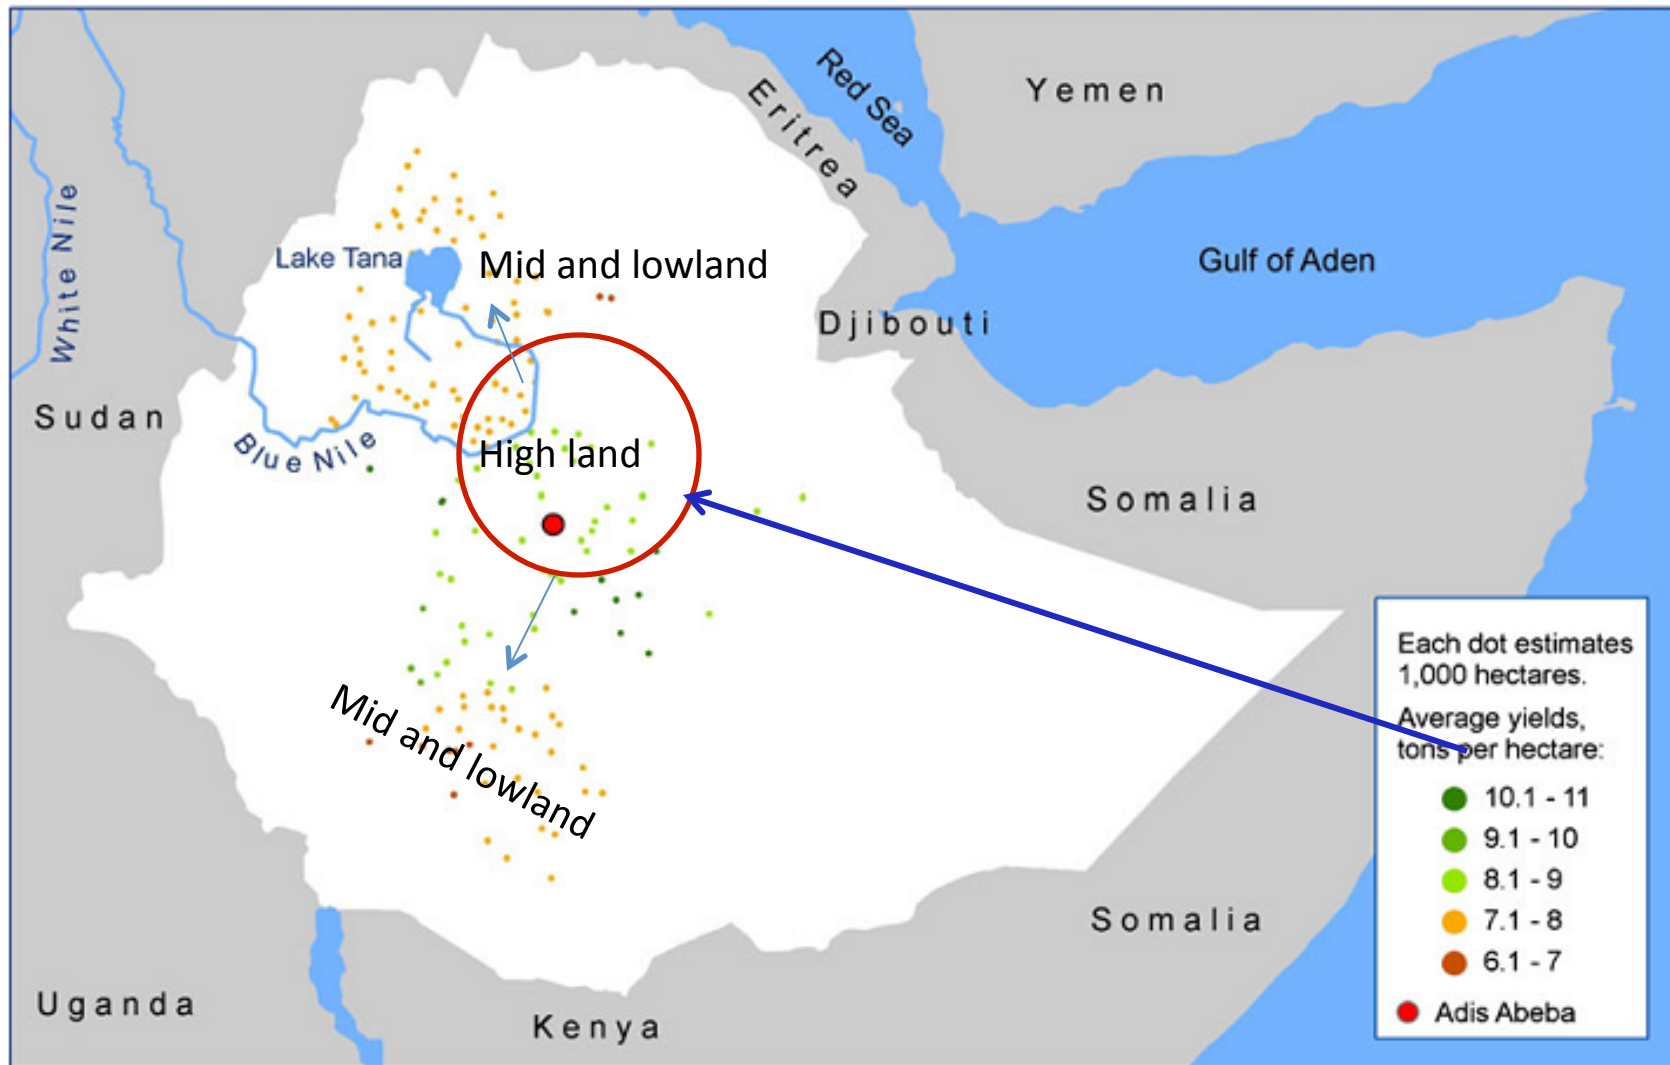 Red Sea
Yemen
Eritrea
White Nile
Lake Tana
Mid and lowland
Gulf of Aden
Djibouti
Sudan
Blue Nile
High land
Somalia
Mid and lowland
Each dot estimates
1,000 hectares.
Average yields,
tons per hectare:
10.1 - 11
9.1 - 10
8.1 - 9
7.1 - 8
6.1 - 7
Adis Abeba
Somalia
Uganda
Kenya